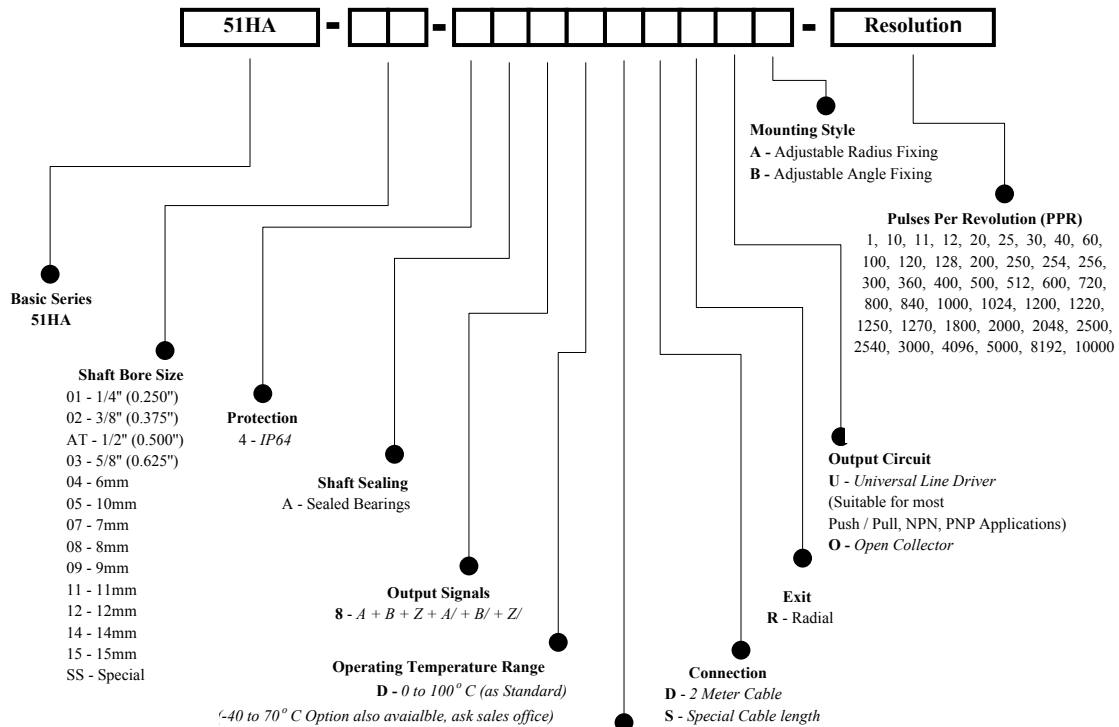 51HA - - - Resolution
Mounting Style
A - Adjustable Radius Fixing
B - Adjustable Angle Fixing
Pulses Per Revolution (PPR)
1, 10, 11, 12, 20, 25, 30, 40, 60,
100, 120, 128, 200, 250, 254, 256,
300, 360, 400, 500, 512, 600, 720,
800, 840, 1000, 1024, 1200, 1220,
1250, 1270, 1800, 2000, 2048, 2500,
2540, 3000, 4096, 5000, 8192, 10000
Basic Series
51HA
Shaft Bore Size
01 - 1/4" (0.250")
02 - 3/8" (0.375")
AT - 1/2" (0.500")
03 - 5/8" (0.625")
04 - 6mm
05 - 10mm
07 - 7mm
08 - 8mm
09 - 9mm
11 - 11mm
12 - 12mm
14 - 14mm
15 - 15mm
SS - Special
Protection
4 - IP64
Shaft Sealing
A - Sealed Bearings
Output Circuit
U - Universal Line Driver
(Suitable for most
Push / Pull, NPN, PNP Applications)
O - Open Collector
Output Signals
8 - A + B + Z + A/ + B/ + Z/
Exit
R - Radial
Operating Temperature Range
D - 0 to 100° C (as Standard)
(-40 to 70° C Option also avaialble, ask sales office)
Connection
D - 2 Meter Cable
S - Special Cable length